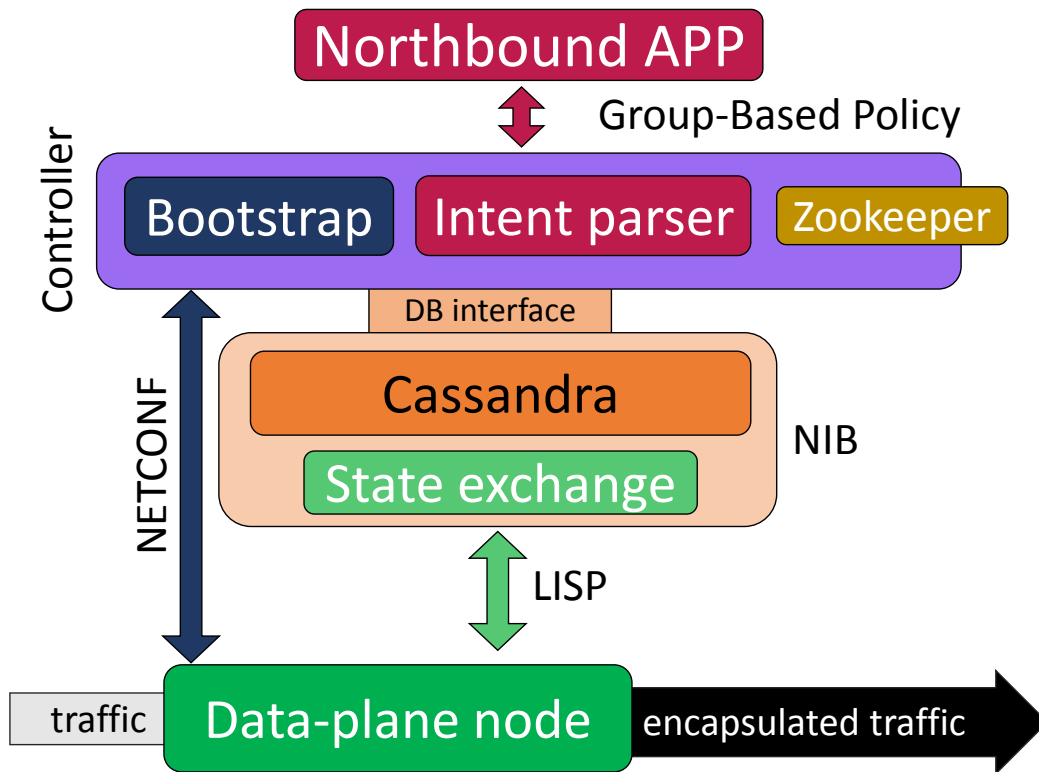 Northbound APP
Group-Based Policy
Controller
Bootstrap
Intent parser
Zookeeper
DB interface
Cassandra
NIB
State exchange
NETCONF
LISP
traffic
Data-plane node
encapsulated traffic